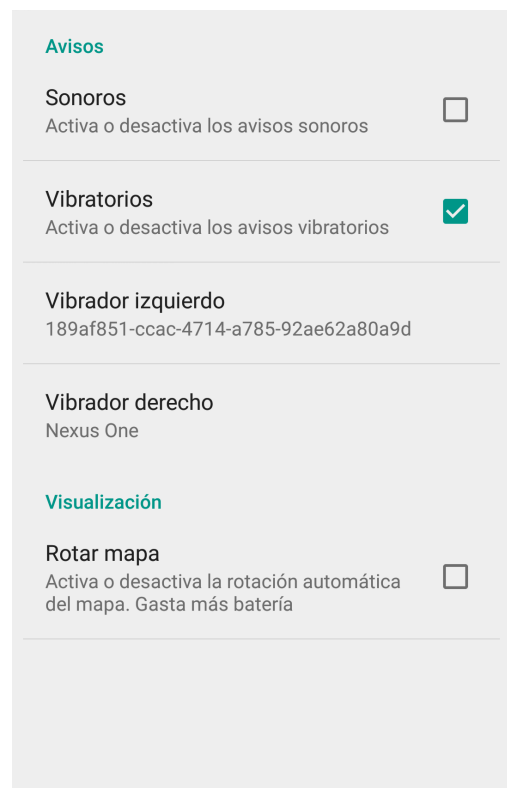 Avisos
Sonoros
Activa o desactiva los avisos sonoros
Vibratorios
Activa o desactiva los avisos vibratorios
Vibrador izquierdo
189af851-ccac-4714-a785-92ae62a80a9d
Vibrador derecho
Nexus One
Visualización
Rotar mapa
Activa o desactiva la rotación automática
del mapa. Gasta más batería